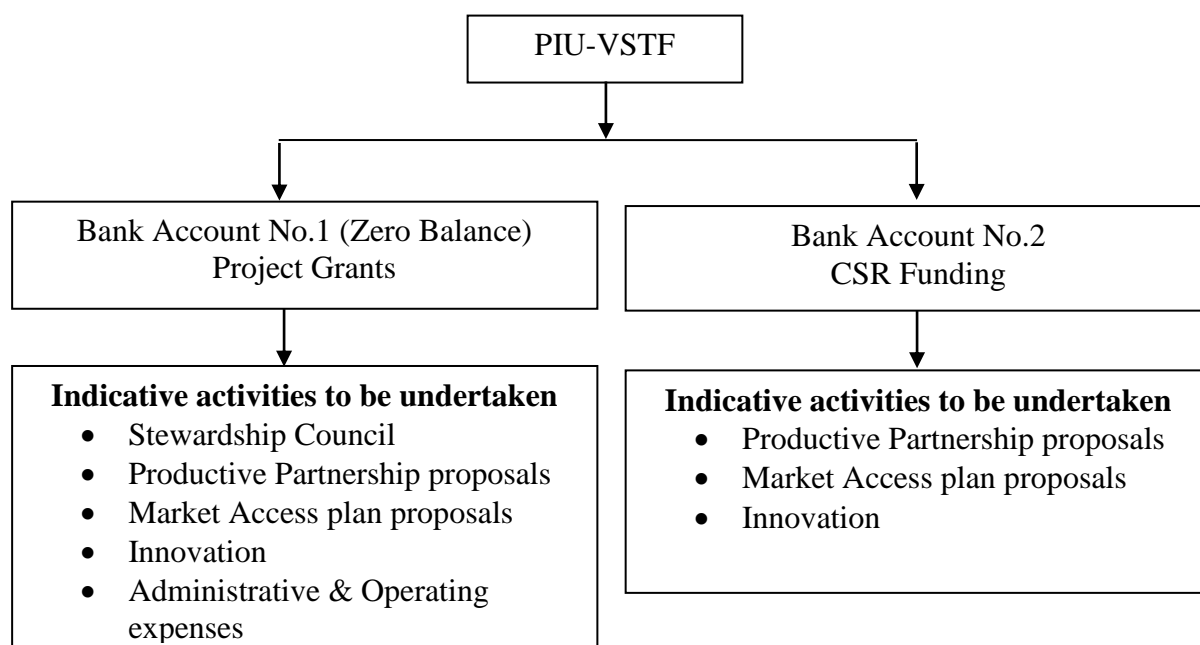 PIU-VSTF
Bank Account No.1 (Zero Balance)
Project Grants
Bank Account No.2
CSR Funding
Indicative activities to be undertaken
• Stewardship Council
• Productive Partnership proposals
• Market Access plan proposals
• Innovation
• Administrative & Operating
expenses
Indicative activities to be undertaken
• Productive Partnership proposals
• Market Access plan proposals
• Innovation